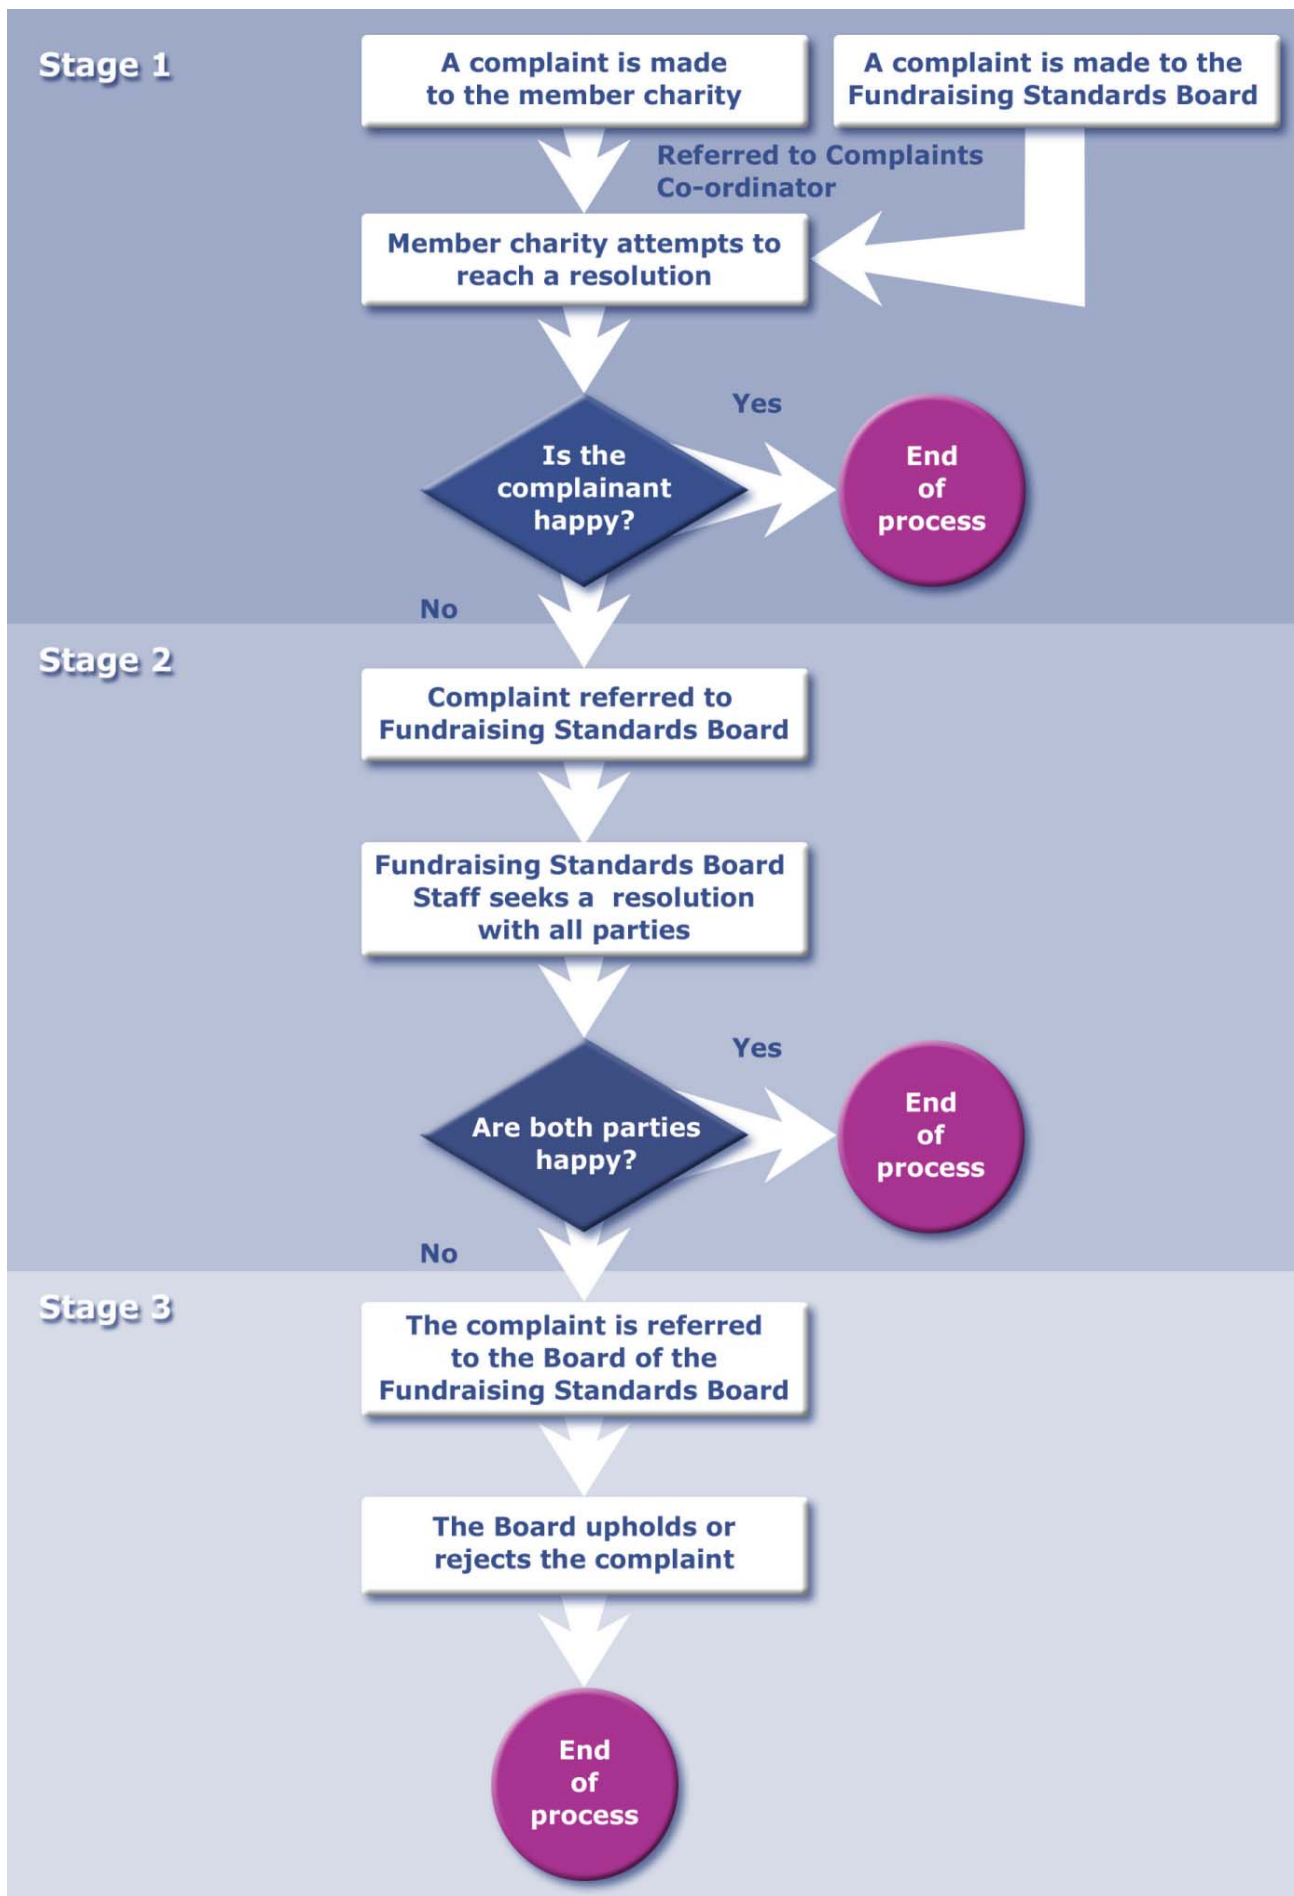 Stage 1
A complaint is made
to the member charity
A complaint is made to the
Fundraising Standards Board
Referred to Complaints
Co-ordinator
Member charity attempts to
reach a resolution
Is the
complainant
happy?
Yes
End
of
process
No
Stage 2
Complaint referred to
Fundraising Standards Board
Fundraising Standards Board
Staff seeks a resolution
with all parties
Are both parties
happy?
Yes
End
of
process
No
Stage 3
The complaint is referred
to the Board of the
Fundraising Standards Board
The Board upholds or
rejects the complaint
End
of
process